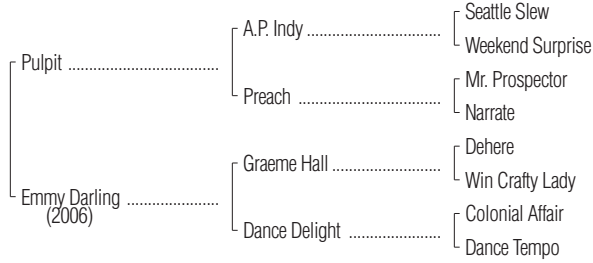 Seattle Slew
A.P. Indy ..............................
Weekend Surprise
Pulpit ..................................
Mr. Prospector
Preach ................................
Narrate
Dehere
Graeme Hall ........................
Win Crafty Lady
Emmy Darling .....................
(2006)
Colonial Affair
Dance Delight .....................
Dance Tempo